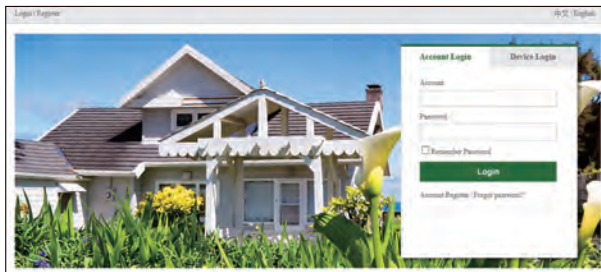 Login / Register
中文 | English
Account Login
Device Login
Account
Password
Remember Password
Login
Account Register / Forgot password?